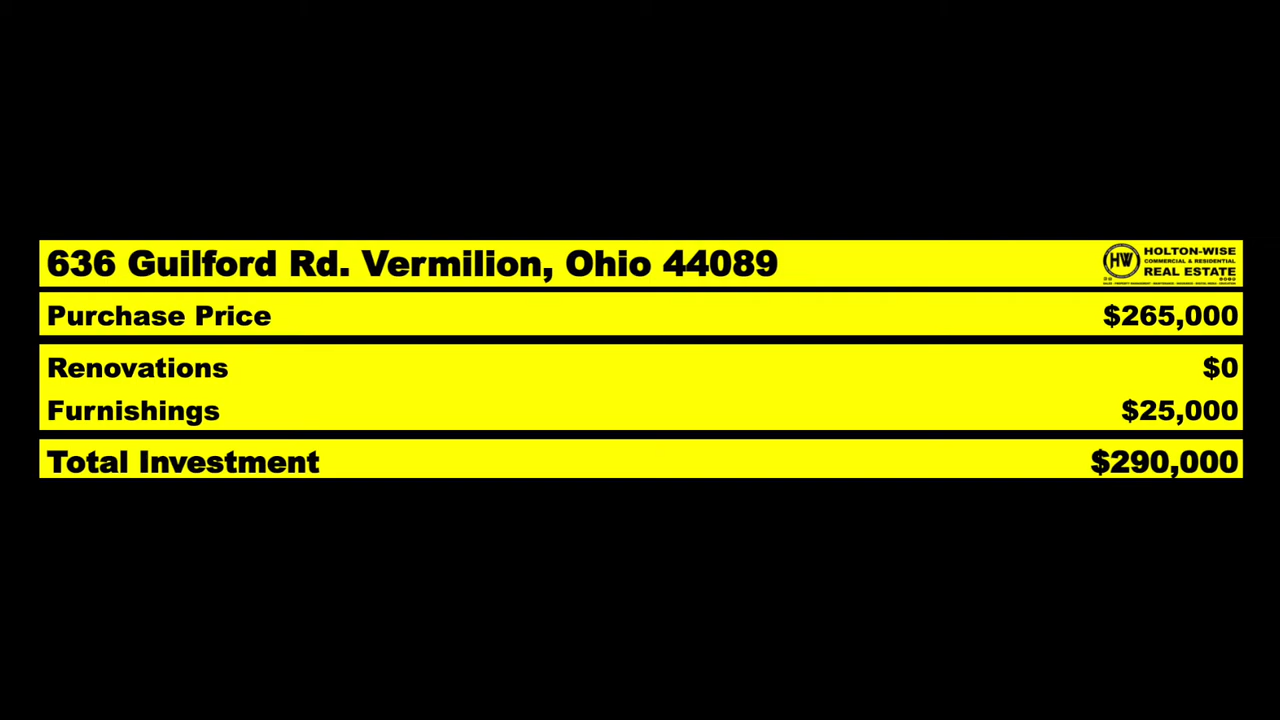 636 Guilford Rd. Vermilion, Ohio 44089
HW
HOLTON-WISE
COMMERCIAL & RESIDENTIAL
REAL ESTATE
Purchase Price $265,000
Renovations $0
Furnishings $25,000
Total Investment $290,000